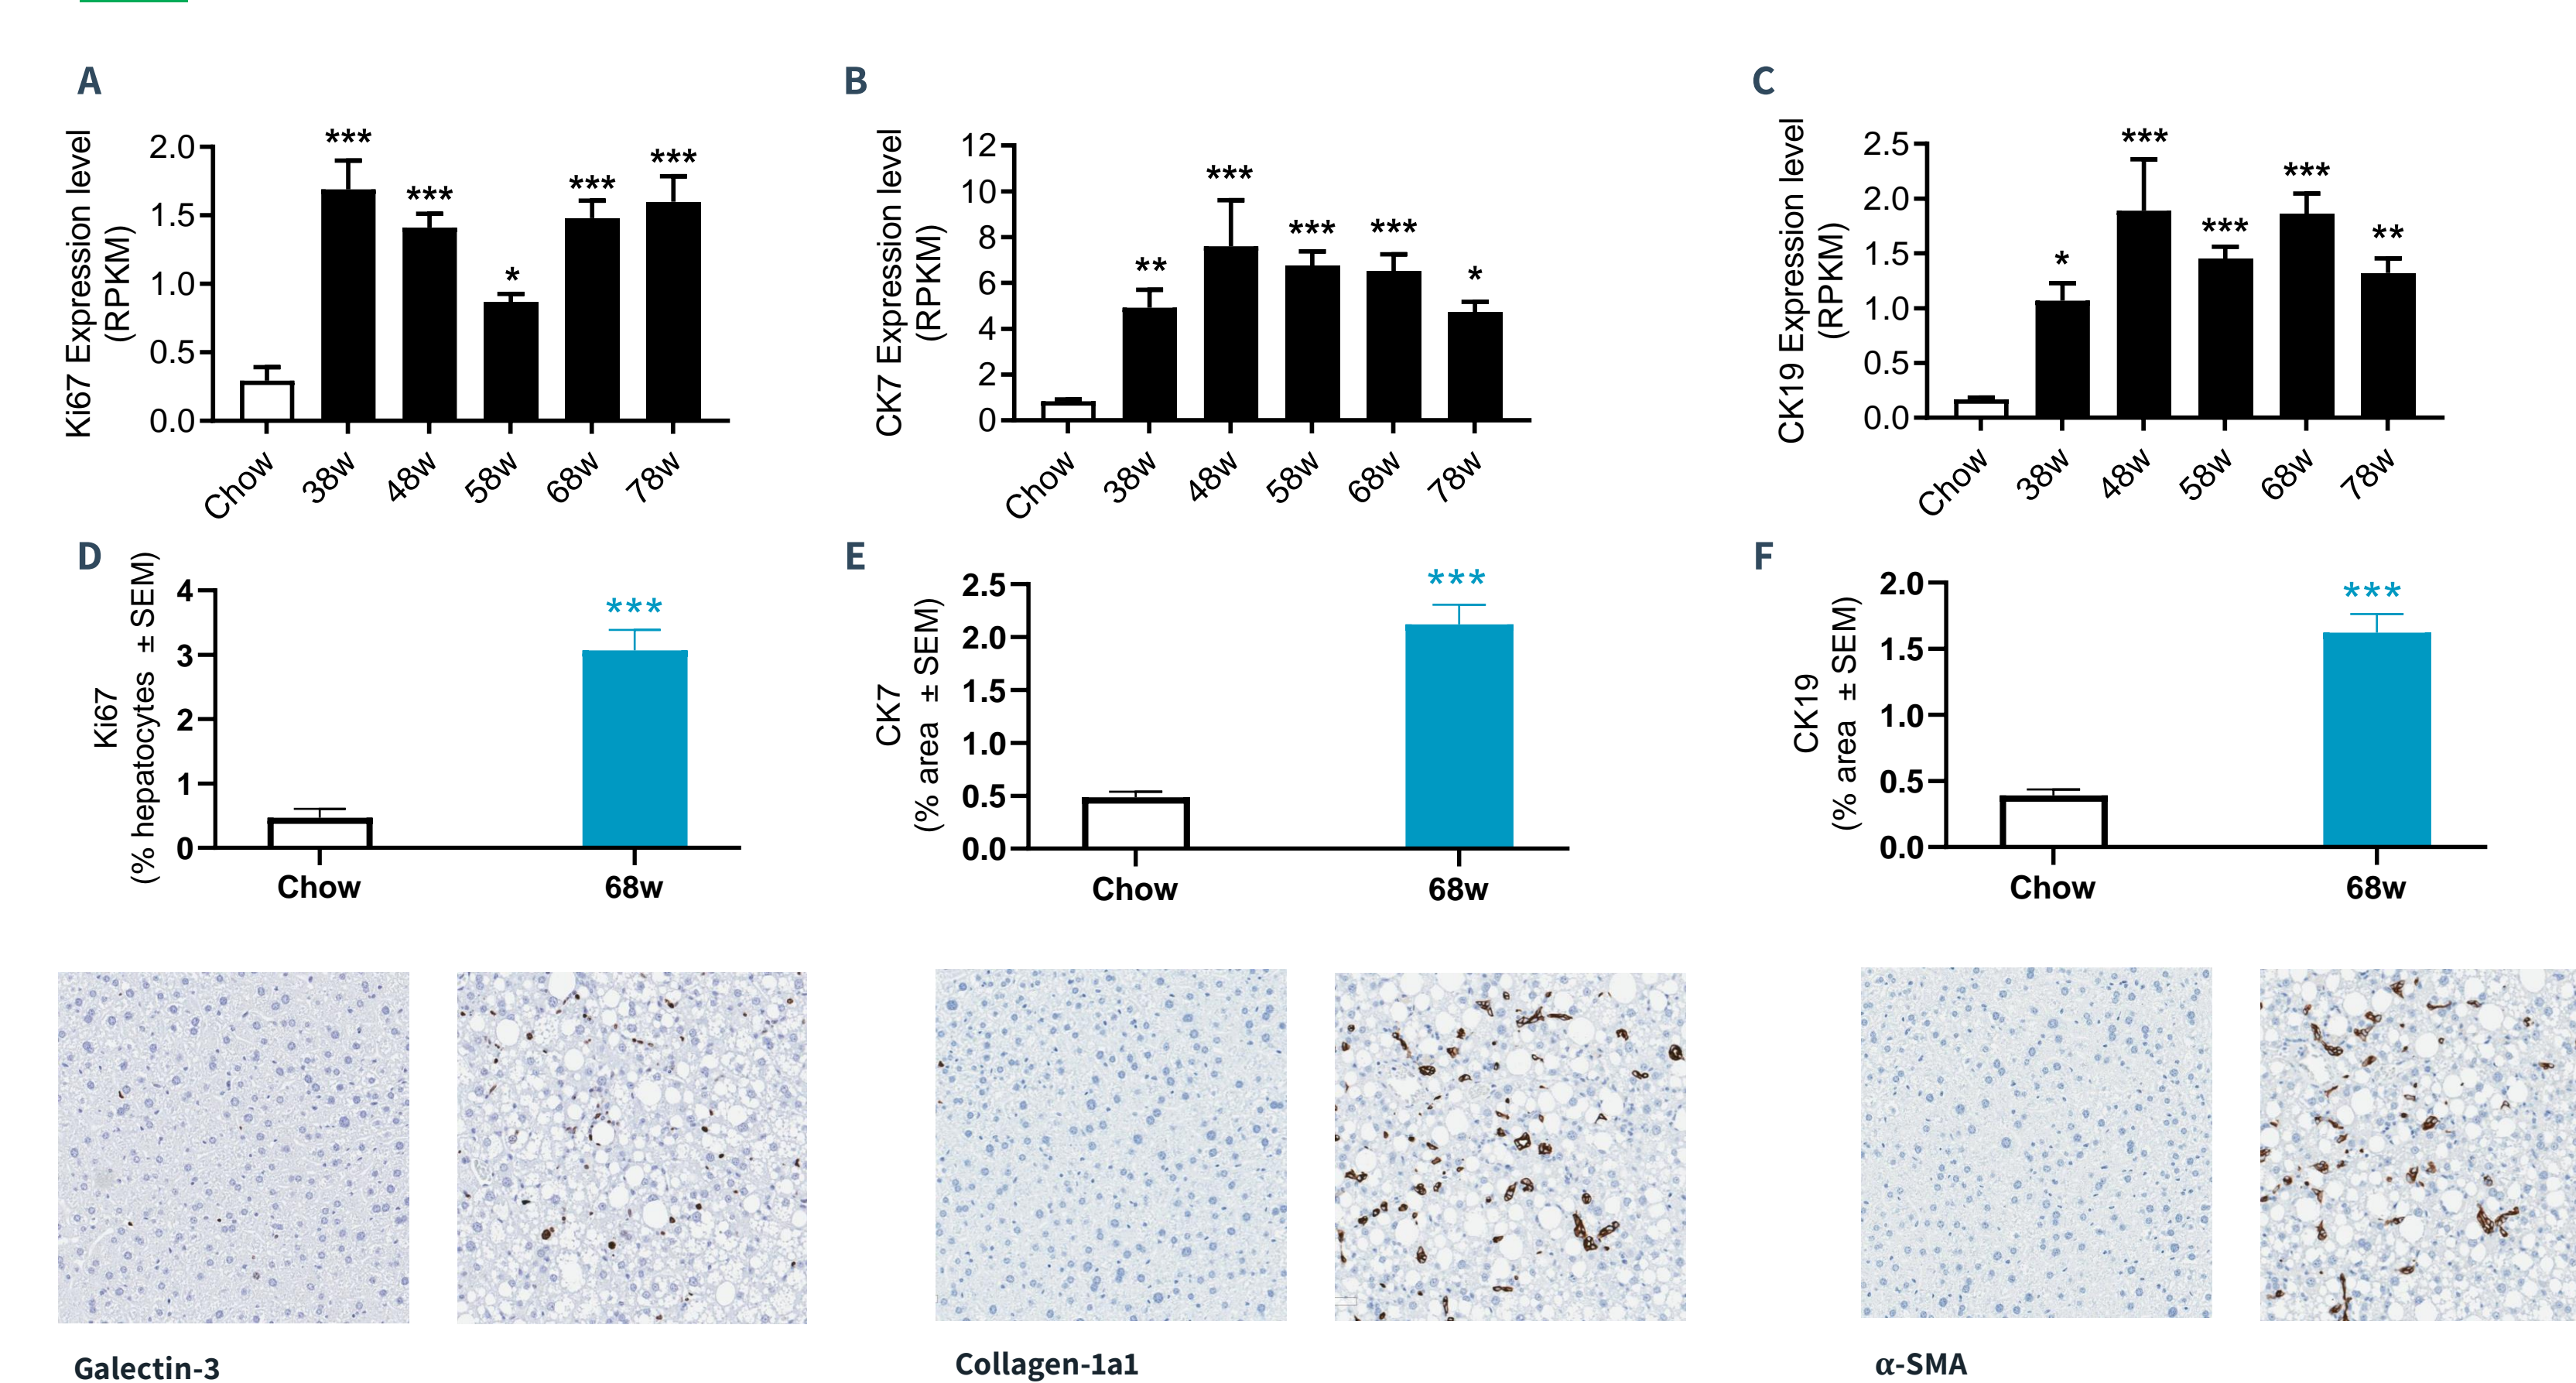 A
Ki67 Expression level
(RPKM)
2.0
1.5
1.0
0.5
0.0
***
***
*
***
***
Chow
38w
48w
58w
68w
78w
B
CK7 Expression level
(RPKM)
12
10
8
6
4
2
0
**
***
***
***
*
Chow
38w
48w
58w
68w
78w
C
CK19 Expression level
(RPKM)
2.5
2.0
1.5
1.0
0.5
0.0
*
***
***
***
**
Chow
38w
48w
58w
68w
78w
D
Ki67
(% hepatocytes ± SEM)
4
3
2
1
0
***
Chow
68w
E
CK7
(% area ± SEM)
2.5
2.0
1.5
1.0
0.5
0.0
***
Chow
68w
F
CK19
(% area ± SEM)
2.0
1.5
1.0
0.5
0.0
***
Chow
68w
Galectin-3
Collagen-1a1
α-SMA